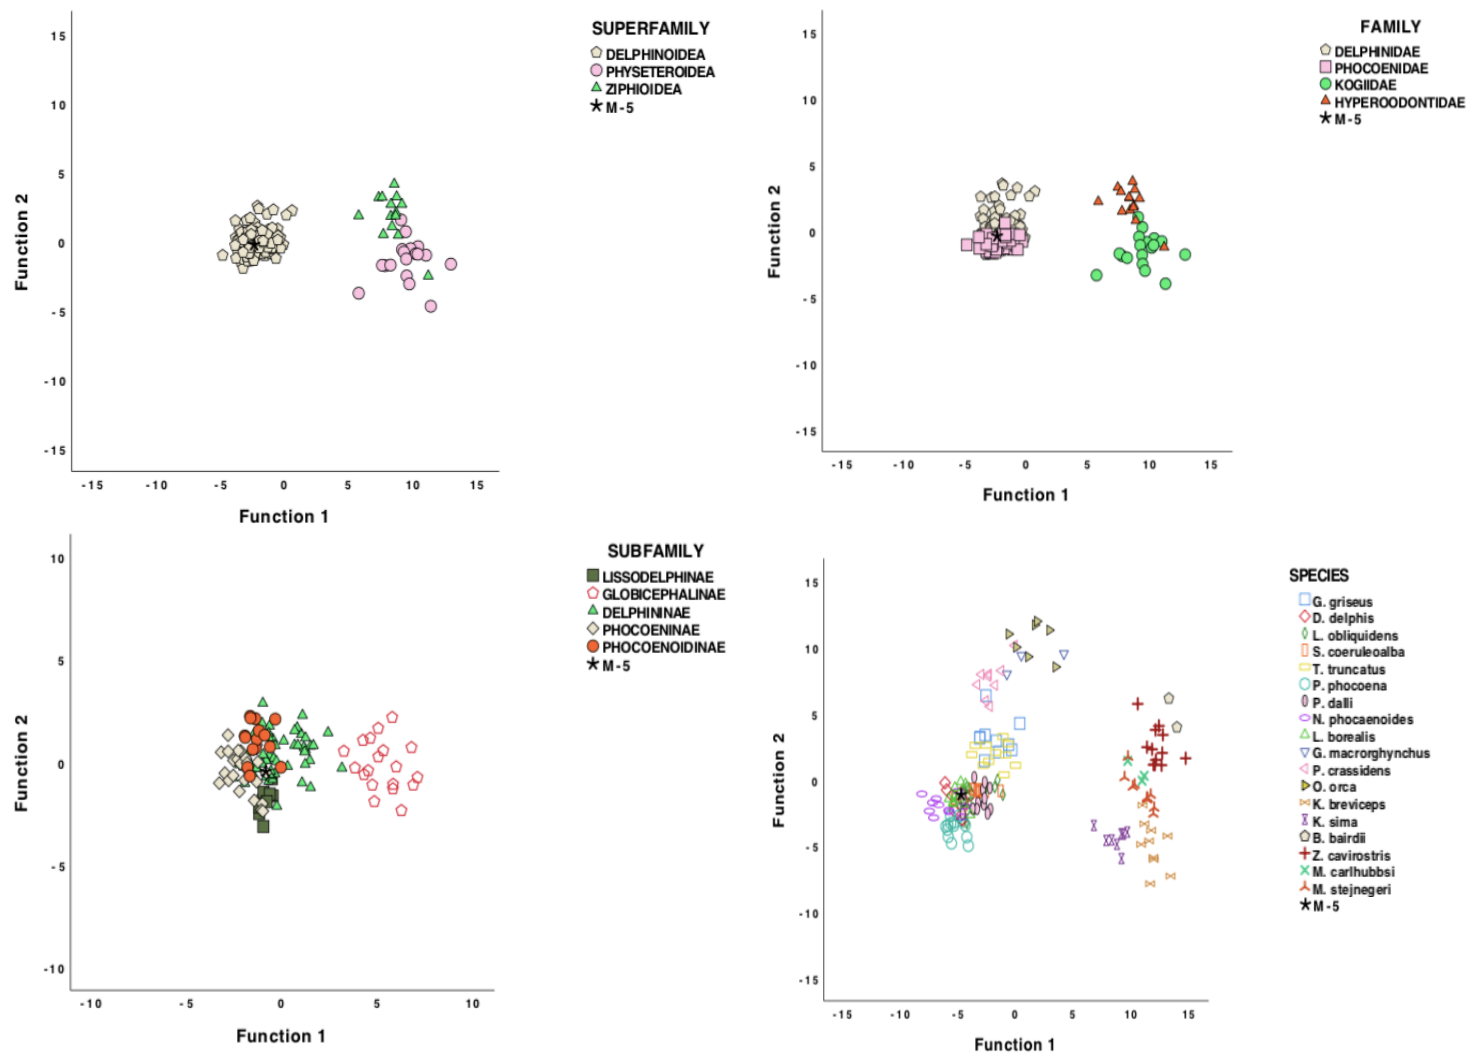 SUPERFAMILY
DELPHINOIDEA
PHYSETEROIDEA
ZIPHIOIDEA
M-5
15
10
5
0
-5
-10
-15
Function 2
-15 -10 -5 0 5 10 15
Function 1
FAMILY
DELPHINIDAE
PHOCOENIDAE
KOGIIDAE
HYPEROODONTIDAE
M-5
15
10
5
0
-5
-10
-15
Function 2
-15 -10 -5 0 5 10 15
Function 1
SUBFAMILY
LISSODELPHINAE
GLOBICEPHALINAE
DELPHININAE
PHOCOENINAE
PHOCOENOIDINAE
M-5
10
5
0
-5
-10
Function 2
-10 -5 0 5 10
Function 1
SPECIES
G. griseus
D. delphis
L. obliquidens
S. coeruleoalba
T. truncatus
P. phocoena
P. dalli
N. phocaenoides
L. borealis
G. macrorghynchus
P. crassidens
O. orca
K. breviceps
K. sima
B. bairdii
Z. cavirostris
M. carlhubbsi
M. stejnegeri
M-5
15
10
5
0
-5
-10
-15
Function 2
-15 -10 -5 0 5 10 15
Function 1